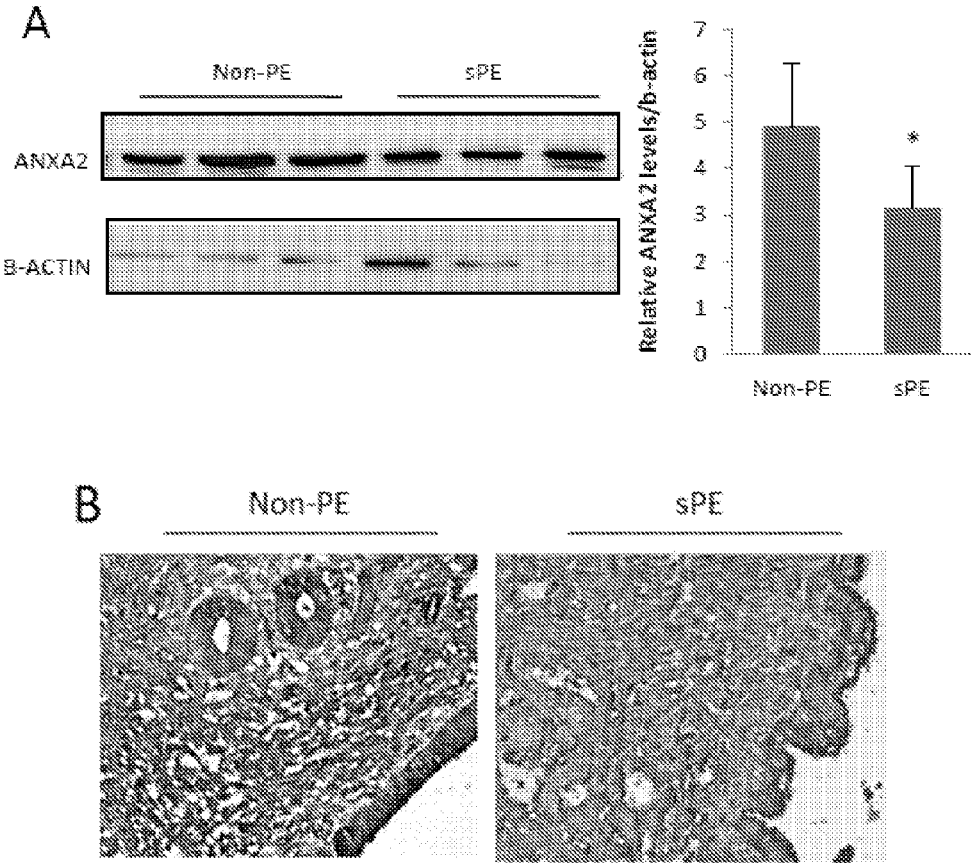 A
Non-PE
sPE
ANXA2
B-ACTIN
Relative ANXA2 levels/b-actin
7
6
5
4
3
2
1
0
*
Non-PE
sPE
B
Non-PE
sPE